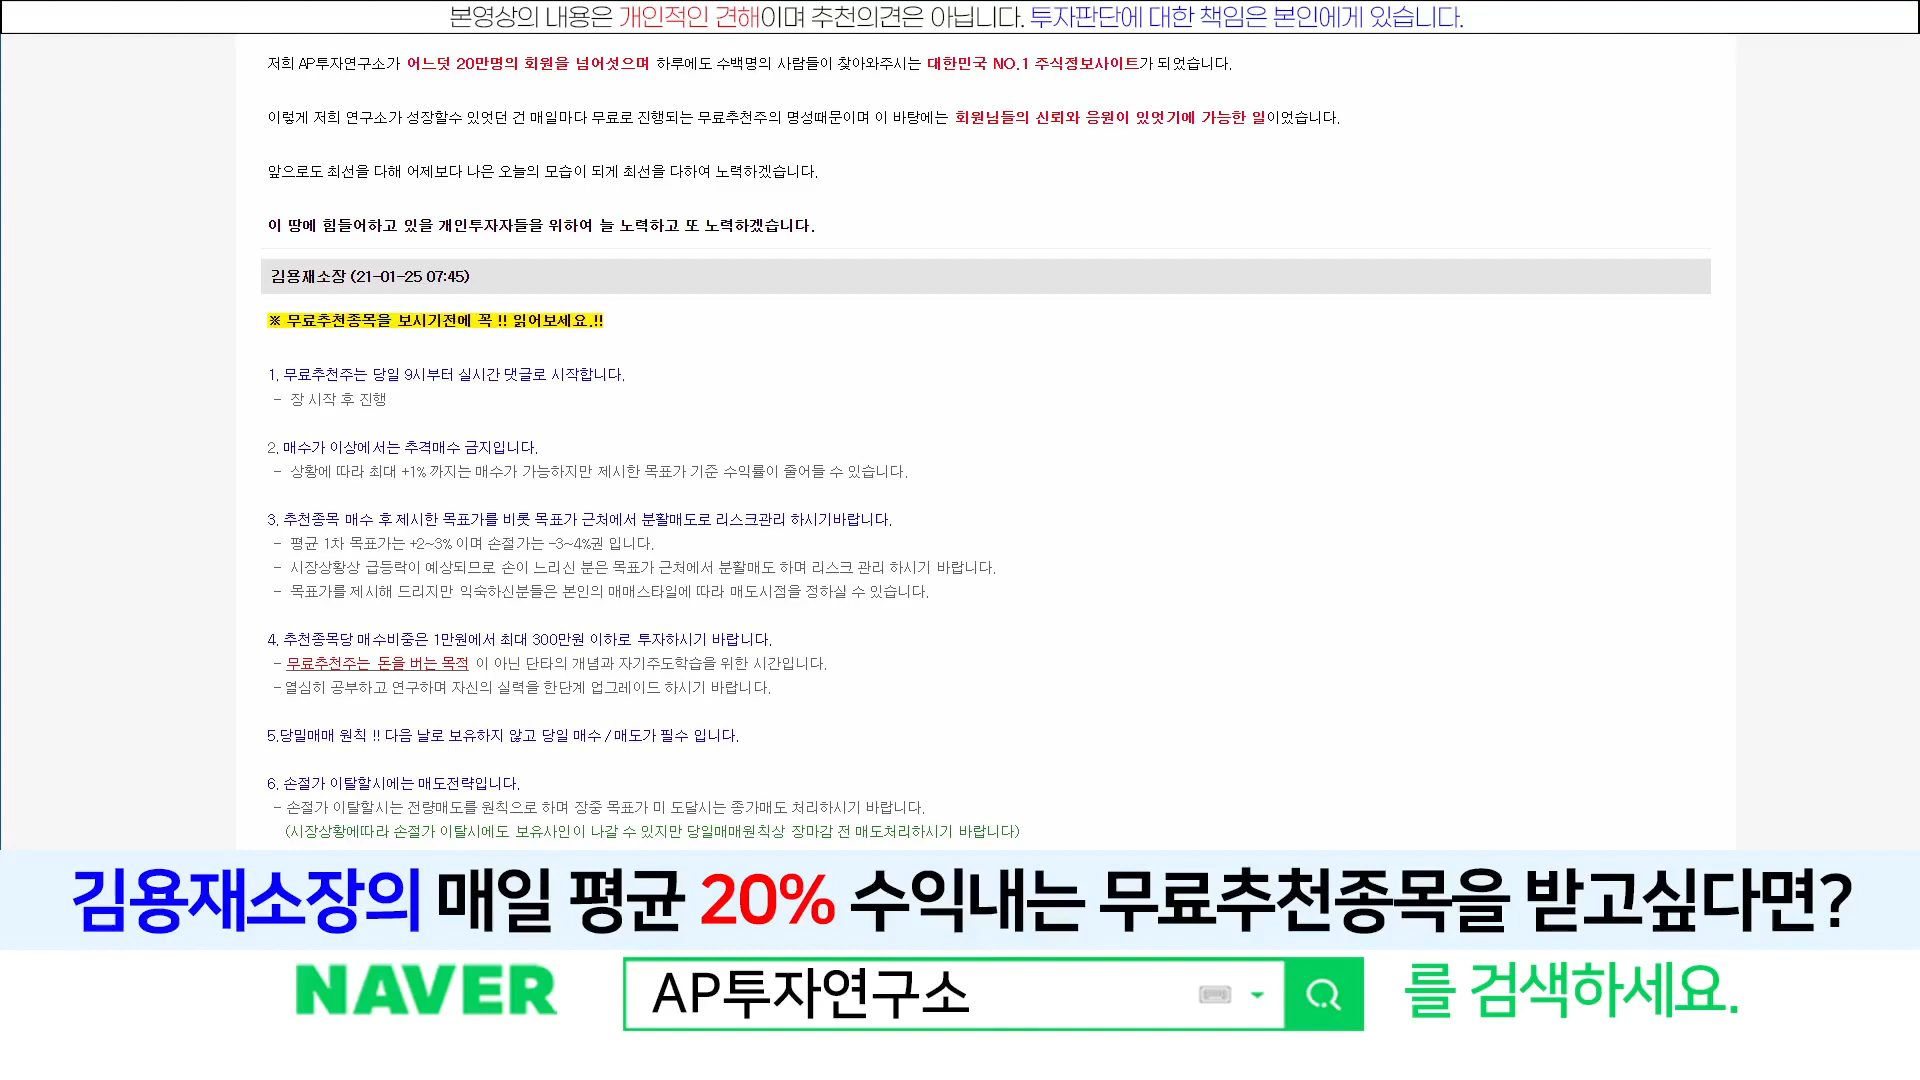 본영상의 내용은 개인적인 견해이며 추천의견은 아닙니다. 투자판단에 대한 책임은 본인에게 있습니다.
저희 AP투자연구소가 어느덧 20만명의 회원을 넘어섯으며 하루에도 수백명의 사람들이 찾아와주시는 대한민국 NO.1 주식정보사이트가 되었습니다.
이렇게 저희 연구소가 성장할수 있엇던 건 매일마다 무료로 진행되는 무료추천주의 명성때문이며 이 바탕에는 회원님들의 신뢰와 응원이 있엇기에 가능한 일이었습니다.
앞으로도 최선을 다해 어제보다 나은 오늘의 모습이 되게 최선을 다하여 노력하겠습니다.
이 땅에 힘들어하고 있을 개인투자자들을 위하여 늘 노력하고 또 노력하겠습니다.
김용재소장 (21-01-25 07:45)
※ 무료추천종목을 보시기전에 꼭 !! 읽어보세요.!!
1. 무료추천주는 당일 9시부터 실시간 댓글로 시작합니다.
- 장 시작 후 진행
2. 매수가 이상에서는 추격매수 금지입니다.
- 상황에 따라 최대 +1% 까지는 매수가 가능하지만 제시한 목표가 기준 수익률이 줄어들 수 있습니다.
3. 추천종목 매수 후 제시한 목표가를 비롯 목표가 근처에서 분할매도로 리스크관리 하시기바랍니다.
- 평균 1차 목표가는 +2~3% 이며 손절가는 -3~4%권 입니다.
- 시장상황상 급등락이 예상되므로 손이 느리신 분은 목표가 근처에서 분할매도 하며 리스크 관리 하시기 바랍니다.
- 목표가를 제시해 드리지만 익숙하신분들은 본인의 매매스타일에 따라 매도시점을 정하실 수 있습니다.
4. 추천종목당 매수비중은 1만원에서 최대 300만원 이하로 투자하시기 바랍니다.
- 무료추천주는 돈을 버는 목적 이 아닌 단타의 개념과 자기주도학습을 위한 시간입니다.
- 열심히 공부하고 연구하며 자신의 실력을 한단계 업그레이드 하시기 바랍니다.
5.당밀매매 원칙 !! 다음 날로 보유하지 않고 당일 매수 / 매도가 필수 입니다.
6. 손절가 이탈할시에는 매도전략입니다.
- 손절가 이탈할시는 전량매도를 원칙으로 하며 장중 목표가 미 도달시는 종가매도 처리하시기 바랍니다.
(시장상황에따라 손절가 이탈시에도 보유사인이 나갈 수 있지만 당일매매원칙상 장마감 전 매도처리하시기 바랍니다)
김용재소장의 매일 평균 20% 수익내는 무료추천종목을 받고싶다면?
NAVER AP투자연구소 를 검색하세요.